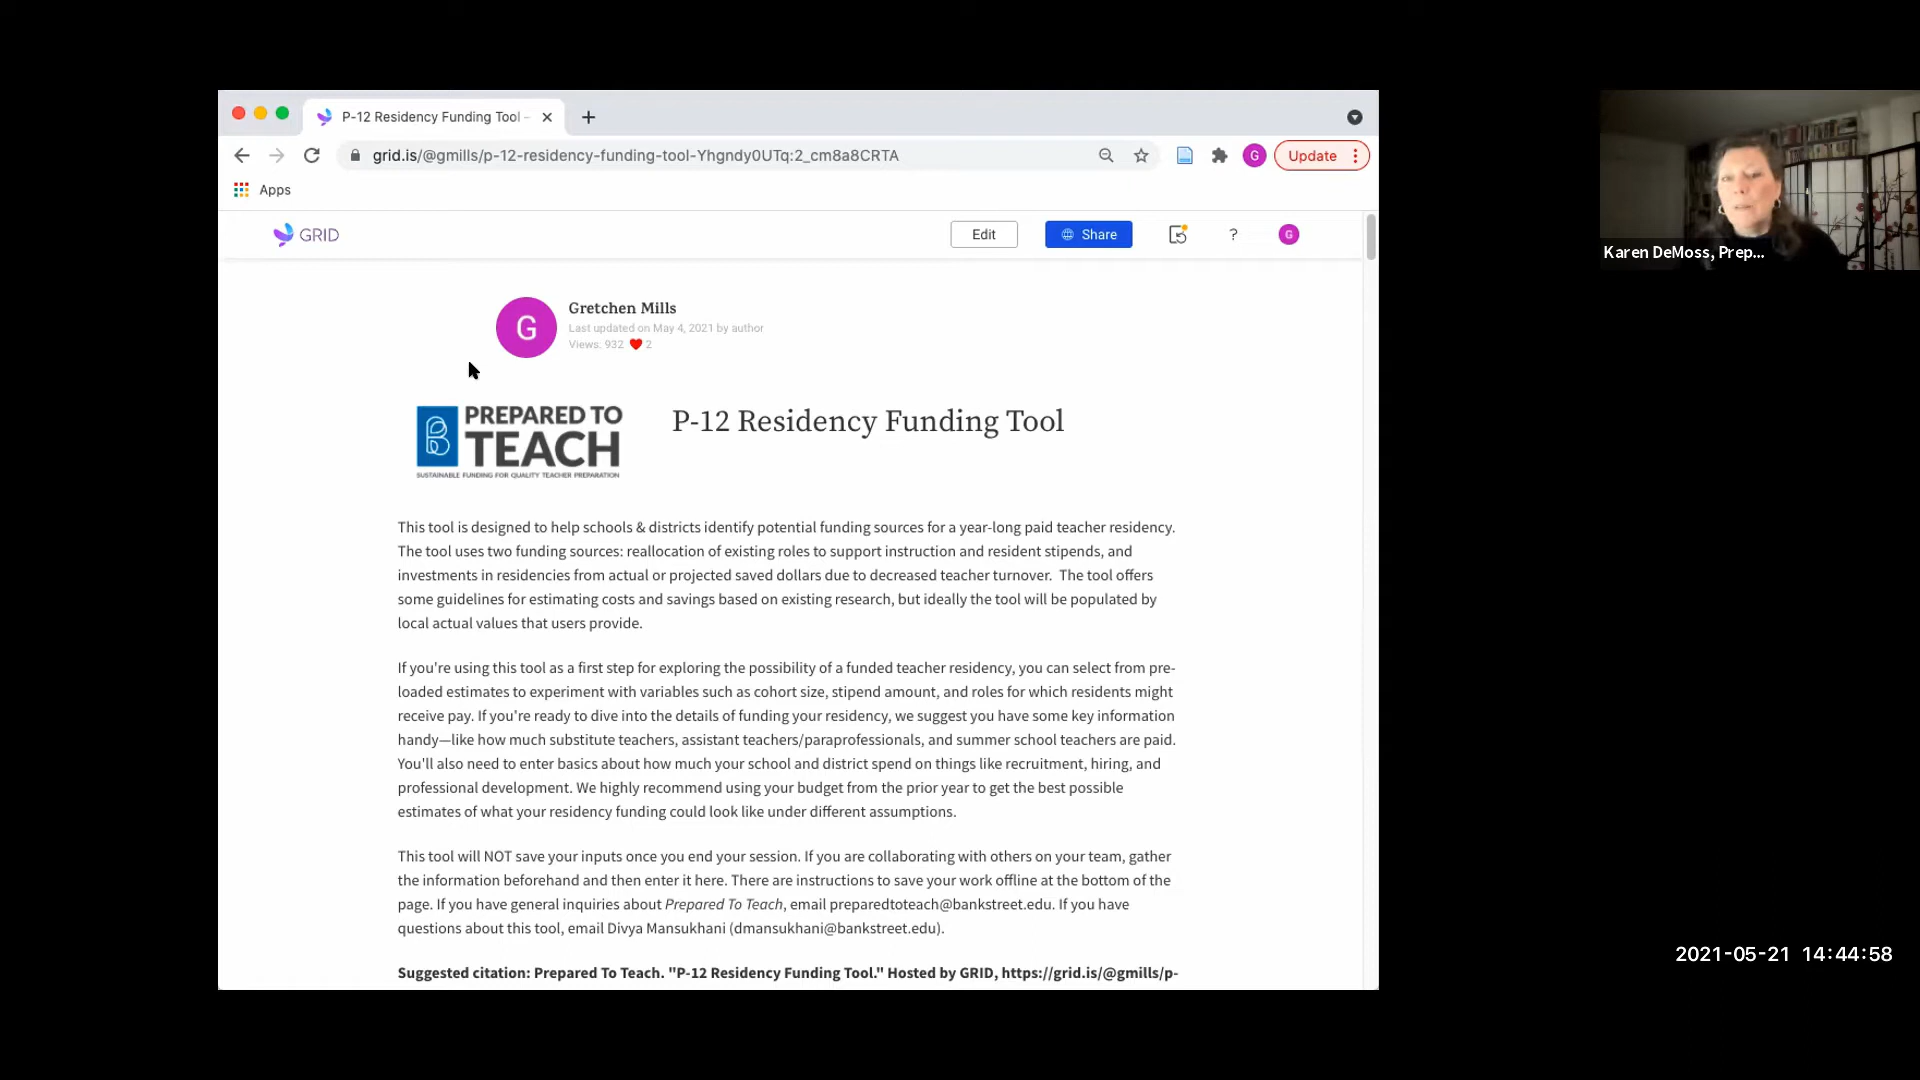 P-12 Residency Funding Tool -
grid.is/@gmills/p-12-residency-funding-tool-Yhgndy0UTq:2_cm8a8CRTA
G
Update
Apps
GRID
Edit
Share
?
G
Karen DeMoss, Prep...
G
Gretchen Mills
Last updated on May 4, 2021 by author
Views: 932 2
B
PREPARED TO
TEACH
SUSTAINABLE FUNDING FOR QUALITY TEACHER PREPARATION
P-12 Residency Funding Tool
This tool is designed to help schools & districts identify potential funding sources for a year-long paid teacher residency.
The tool uses two funding sources: reallocation of existing roles to support instruction and resident stipends, and
investments in residencies from actual or projected saved dollars due to decreased teacher turnover.  The tool offers
some guidelines for estimating costs and savings based on existing research, but ideally the tool will be populated by
local actual values that users provide.
If you're using this tool as a first step for exploring the possibility of a funded teacher residency, you can select from pre-
loaded estimates to experiment with variables such as cohort size, stipend amount, and roles for which residents might
receive pay. If you're ready to dive into the details of funding your residency, we suggest you have some key information
handy—like how much substitute teachers, assistant teachers/paraprofessionals, and summer school teachers are paid.
You'll also need to enter basics about how much your school and district spend on things like recruitment, hiring, and
professional development. We highly recommend using your budget from the prior year to get the best possible
estimates of what your residency funding could look like under different assumptions.
This tool will NOT save your inputs once you end your session. If you are collaborating with others on your team, gather
the information beforehand and then enter it here. There are instructions to save your work offline at the bottom of the
page. If you have general inquiries about Prepared To Teach, email preparedtoteach@bankstreet.edu. If you have
questions about this tool, email Divya Mansukhani (dmansukhani@bankstreet.edu).
Suggested citation: Prepared To Teach. "P-12 Residency Funding Tool." Hosted by GRID, https://grid.is/@gmills/p-
2021-05-21 14:44:58